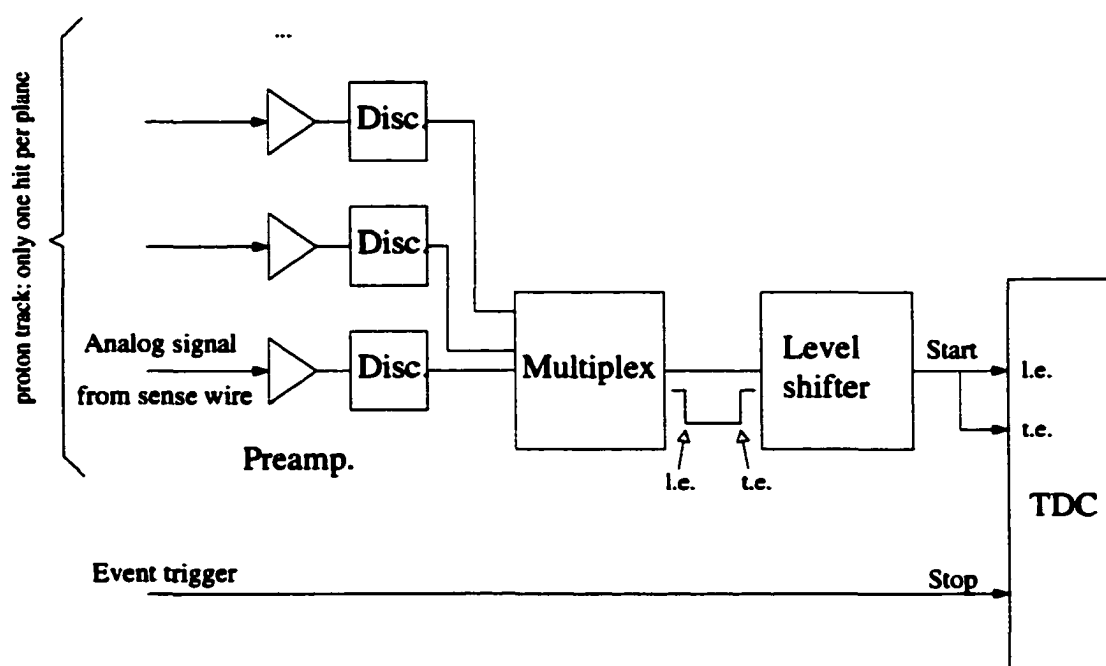 ...
proton track: only one hit per plane
Disc.
Disc.
Analog signal
from sense wire
Disc.
Preamp.
Multiplex
l.e.
t.e.
Level
shifter
Start
l.e.
t.e.
TDC
Event trigger
Stop